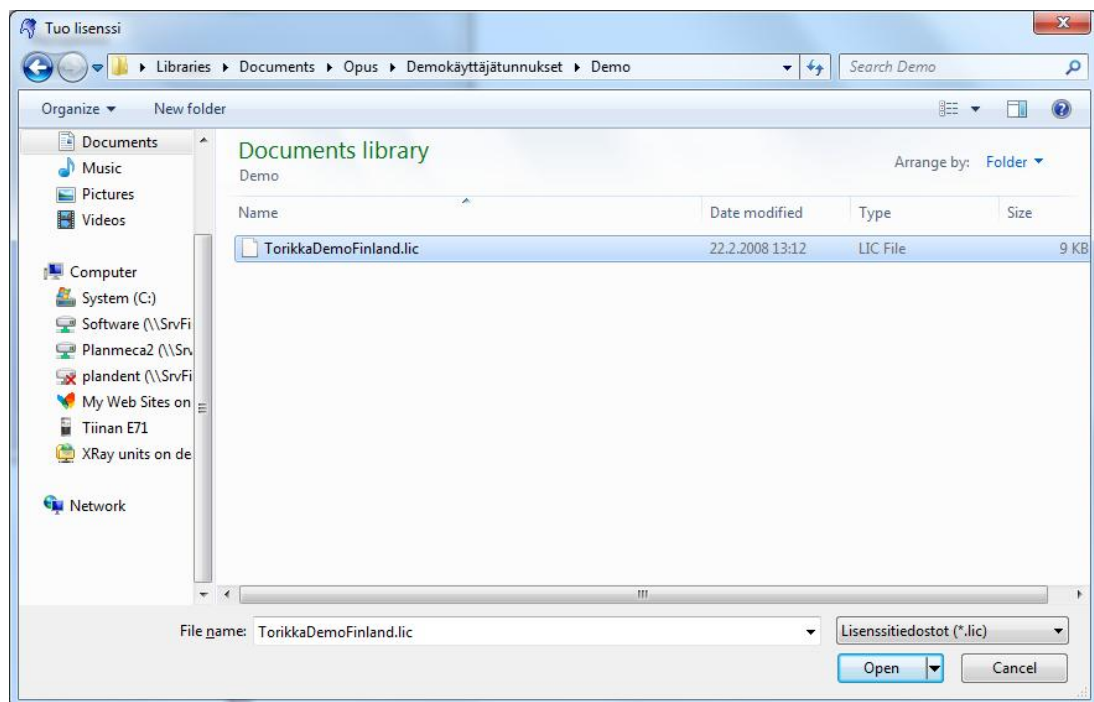 Tuo lisenssi
Libraries Documents Opus Demokäyttäjätunnukset Demo Search Demo
Organize New folder
Documents
Music
Pictures
Videos
Computer
System (C:)
Software (\\SrvFi
Planmeca2 (\\Srv
plandent (\\SrvFi
My Web Sites on
Tiinan E71
XRay units on de
Network
Documents library
Demo
Arrange by: Folder
Name Date modified Type Size
TorikkaDemoFinland.lic 22.2.2008 13:12 LIC File 9 KB
File name: TorikkaDemoFinland.lic Lisenssitiedostot (*.lic)
Open Cancel